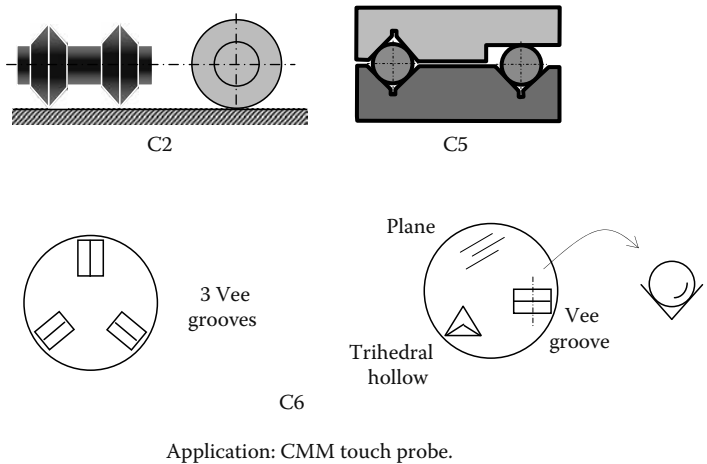 C2
C5
3 Vee
grooves
Plane
Vee
groove
Trihedral
hollow
C6
Application: CMM touch probe.